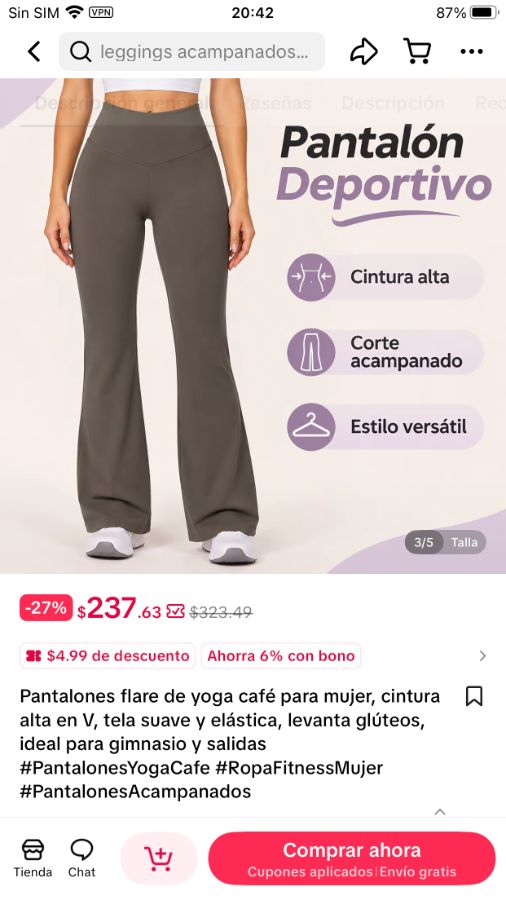 Sin SIM VPN 20:42 87%
leggings acampanados...
Descripción general Reseñas Descripción Rec
Pantalón
Deportivo
Cintura alta
Corte
acampanado
Estilo versátil
3/5 Talla
-27% $237.63 $323.49
$4.99 de descuento Ahorra 6% con bono
Pantalones flare de yoga café para mujer, cintura
alta en V, tela suave y elástica, levanta glúteos,
ideal para gimnasio y salidas
#PantalonesYogaCafe #RopaFitnessMujer
#PantalonesAcampanados
Tienda Chat
Comprar ahora
Cupones aplicados | Envío gratis